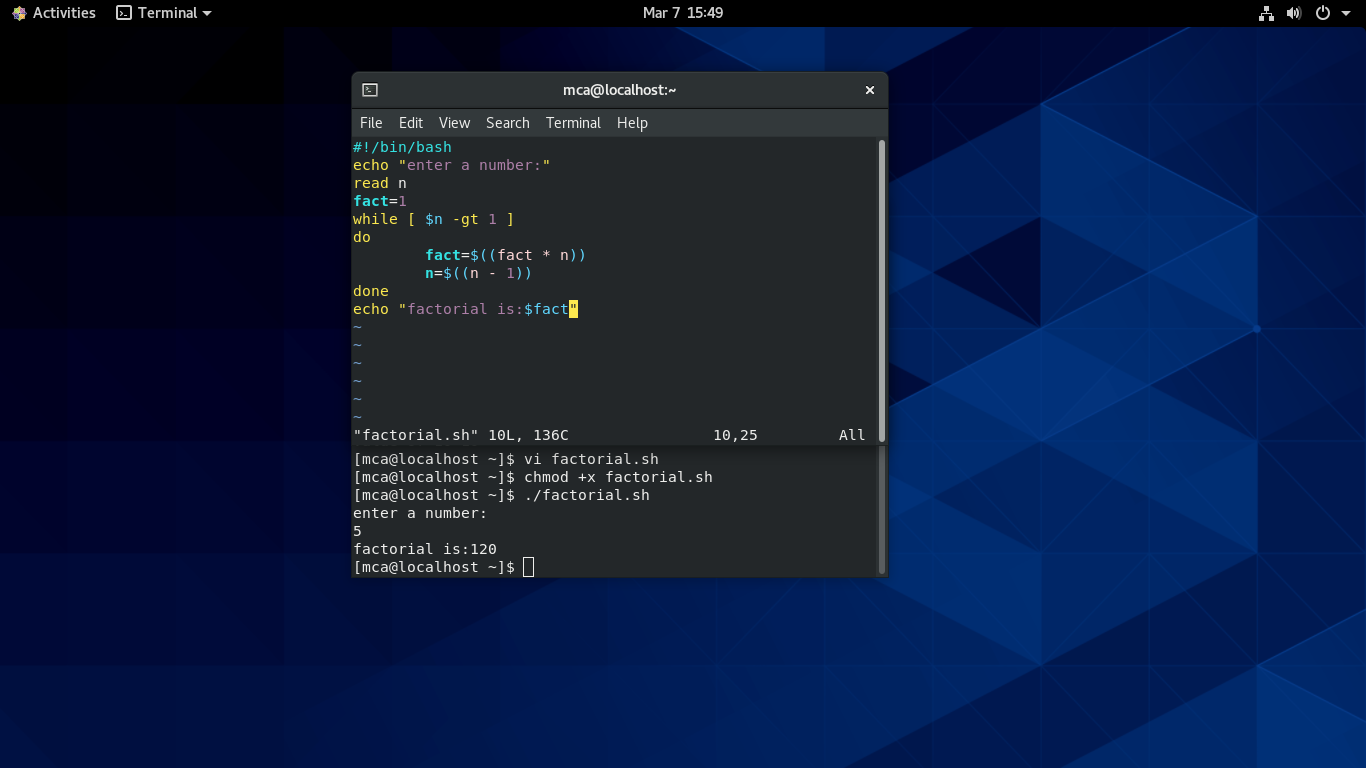 Activities Terminal Mar 7 15:49
mca@localhost:~
File Edit View Search Terminal Help
#!/bin/bash
echo "enter a number:"
read n
fact=1
while [ $n -gt 1 ]
do
        fact=$((fact * n))
        n=$((n - 1))
done
echo "factorial is:$fact"
~
~
~
~
~
~
"factorial.sh" 10L, 136C 10,25 All
[mca@localhost ~]$ vi factorial.sh
[mca@localhost ~]$ chmod +x factorial.sh
[mca@localhost ~]$ ./factorial.sh
enter a number:
5
factorial is:120
[mca@localhost ~]$